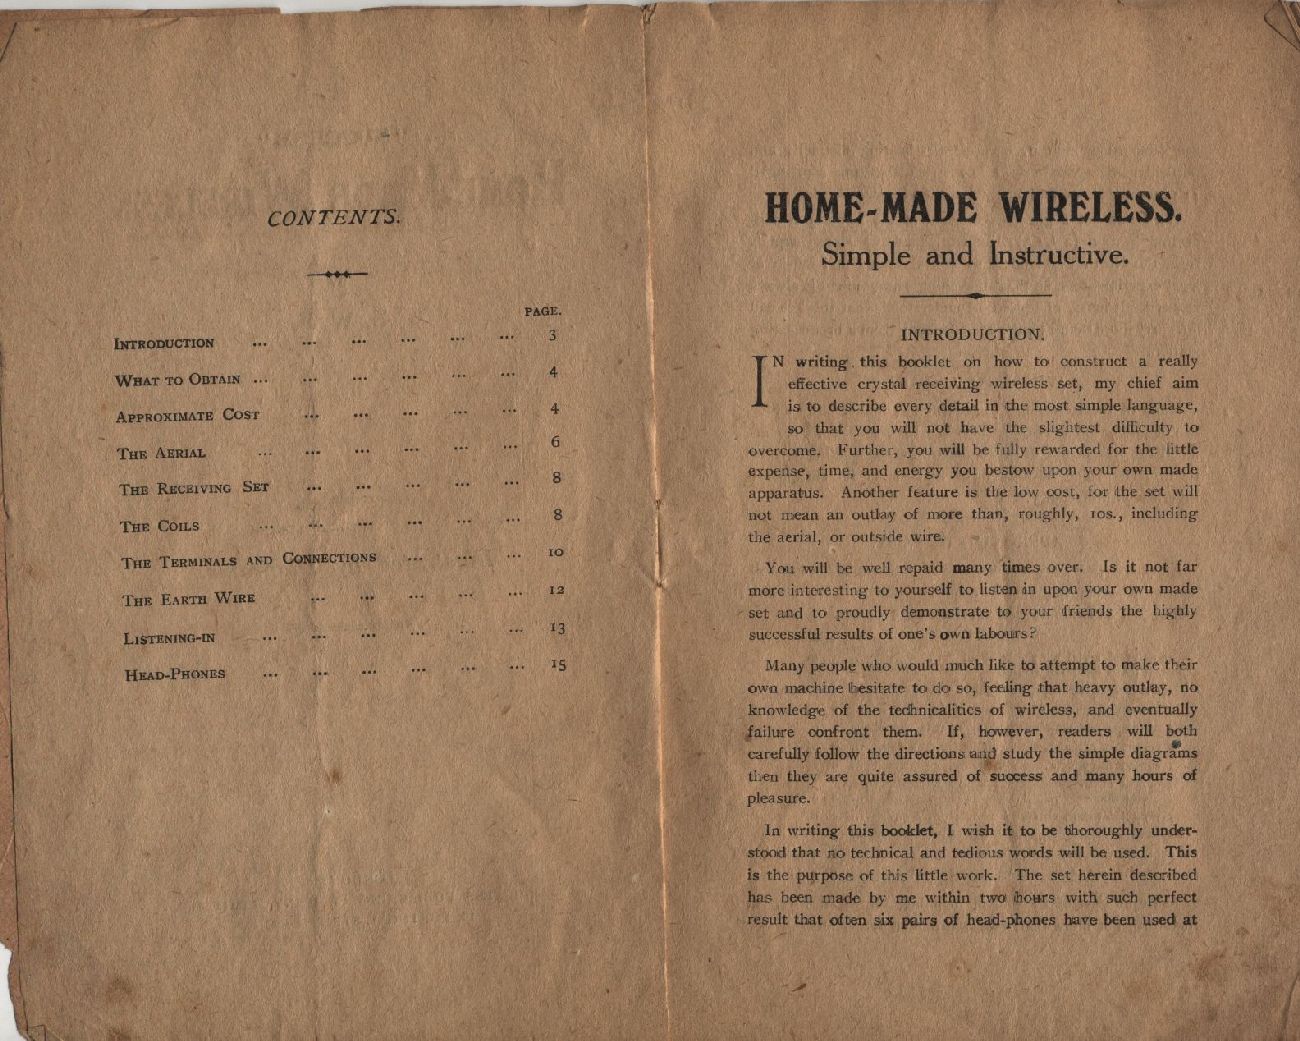 CONTENTS.
PAGE.
INTRODUCTION ... ... ... ... ... ... 3
WHAT TO OBTAIN ... ... ... ... ... ... 4
APPROXIMATE COST ... ... ... ... ... 4
THE AERIAL ... ... ... ... ... ... 6
THE RECEIVING SET ... ... ... ... ... 8
THE COILS ... ... ... ... ... ... 8
THE TERMINALS AND CONNECTIONS ... ... ... 10
THE EARTH WIRE ... ... ... ... ... 12
LISTENING-IN ... ... ... ... ... ... 13
HEAD-PHONES ... ... ... ... ... ... 15
HOME-MADE WIRELESS.
Simple and Instructive.
INTRODUCTION.
IN writing this booklet on how to construct a really
effective crystal receiving wireless set, my chief aim
is to describe every detail in the most simple language,
so that you will not have the slightest difficulty to
overcome. Further, you will be fully rewarded for the little
expense, time, and energy you bestow upon your own made
apparatus. Another feature is the low cost, for the set will
not mean an outlay of more than, roughly, 10s., including
the aerial, or outside wire.
You will be well repaid many times over. Is it not far
more interesting to yourself to listen in upon your own made
set and to proudly demonstrate to your friends the highly
successful results of one's own labours?
Many people who would much like to attempt to make their
own machine hesitate to do so, feeling that heavy outlay, no
knowledge of the technicalities of wireless, and eventually
failure confront them. If, however, readers will both
carefully follow the directions and study the simple diagrams
then they are quite assured of success and many hours of
pleasure.
In writing this booklet, I wish it to be thoroughly under-
stood that no technical and tedious words will be used. This
is the purpose of this little work. The set herein described
has been made by me within two hours with such perfect
result that often six pairs of head-phones have been used at